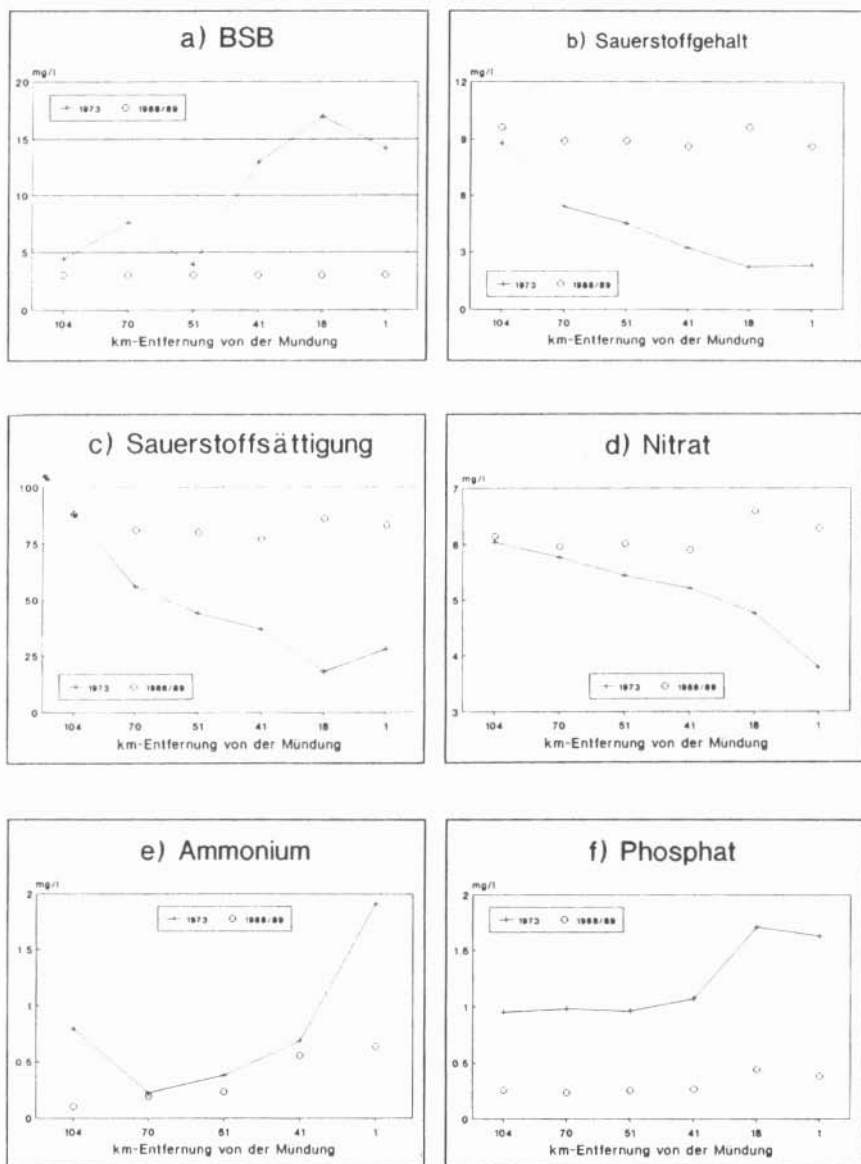 a) BSB
mg/l
20
1973 1988/89
15
10
5
0
104 70 51 41 18 1
km-Entfernung von der Mundung
b) Sauerstoffgehalt
mg/l
12
9
6
3
1973 1988/89
0
104 70 51 41 18 1
km-Entfernung von der Mundung
c) Sauerstoffsättigung
%
100
75
50
25
1973 1988/89
0
104 70 51 41 18 1
km-Entfernung von der Mündung
d) Nitrat
mg/l
7
6
5
4
1973 1988/89
3
104 70 51 41 18 1
km-Entfernung von der Mündung
e) Ammonium
mg/l
2
1973 1988/89
1.5
1
0.5
0
104 70 51 41 1
km-Entfernung von der Mündung
f) Phosphat
mg/l
2
1973 1988/89
1.5
1
0.5
0
104 70 51 41 18 1
km-Entfernung von der Mündung